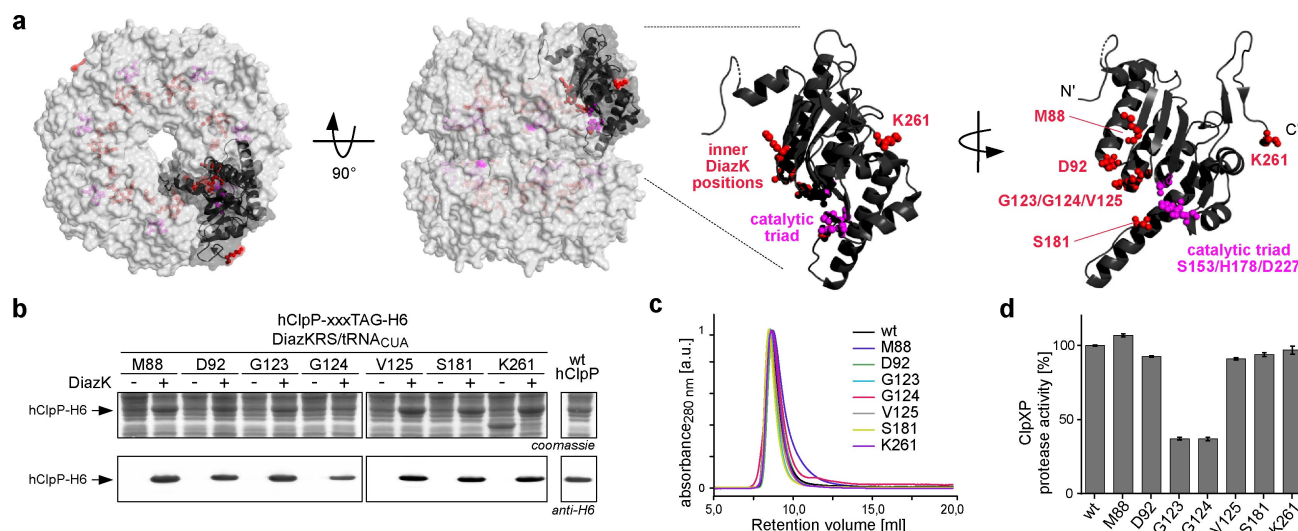 a
90°
inner
DiazK
positions
K261
catalytic
triad
N'
M88
D92
G123/G124/V125
S181
C'
K261
catalytic triad
S153/H178/D227
b
hClpP-xxxTAG-H6
DiazKRS/tRNACUA
M88 D92 G123 G124 V125 S181 K261 wt hClpP
DiazK - + - + - + - + - + - + - +
hClpP-H6
coomassie
hClpP-H6
anti-H6
c
absorbance280 nm [a.u.]
1
0
5,0 10,0 15,0 20,0
Retention volume [ml]
wt
M88
D92
G123
G124
V125
S181
K261
d
ClpXP
protease activity [%]
100
50
0
wt M88 D92 G123 G124 V125 S181 K261